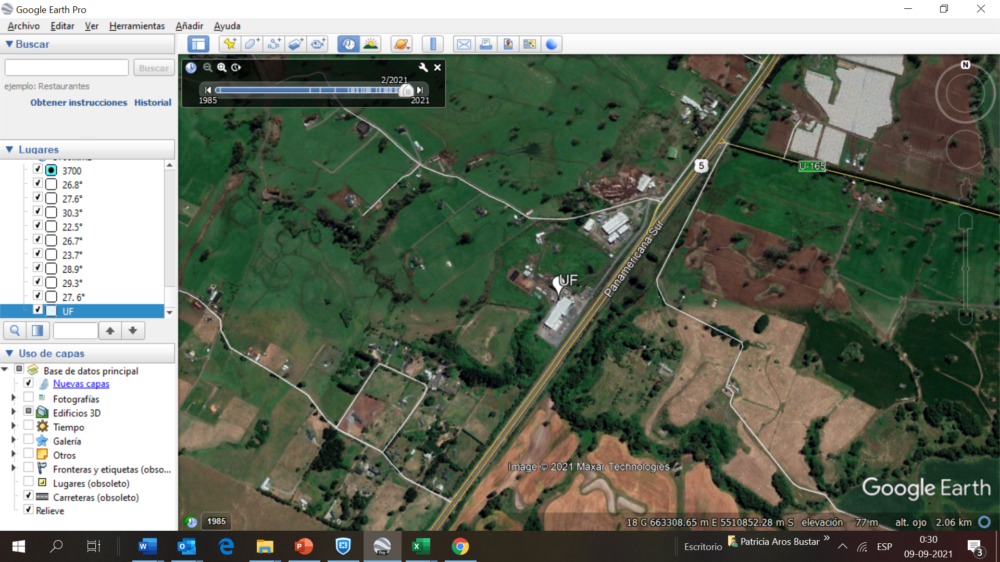 Google Earth Pro
Archivo Editar Ver Herramientas Añadir Ayuda
Buscar
Buscar
ejemplo: Restaurantes
Obtener instrucciones Historial
Lugares
3700
26.8°
27.6°
30.3°
22.5°
26.7°
23.7°
28.9°
29.3°
27. 6°
UF
Uso de capas
Base de datos principal
Nuevas capas
Fotografías
Edificios 3D
Tiempo
Galería
Otros
Fronteras y etiquetas (obso...
Lugares (obsoleto)
Carreteras (obsoleto)
Relieve
2/2021
1985 2021
N
5
U-165
Panamericana Sur
UF
Image © 2021 Maxar Technologies
Google Earth
1985
18 G 663308.65 m E 5510852.28 m S elevación 77 m alt. ojo 2.06 km
W O P Pro X
Escritorio
Patricia Aros Bustar »
ESP
0:30
09-09-2021
3